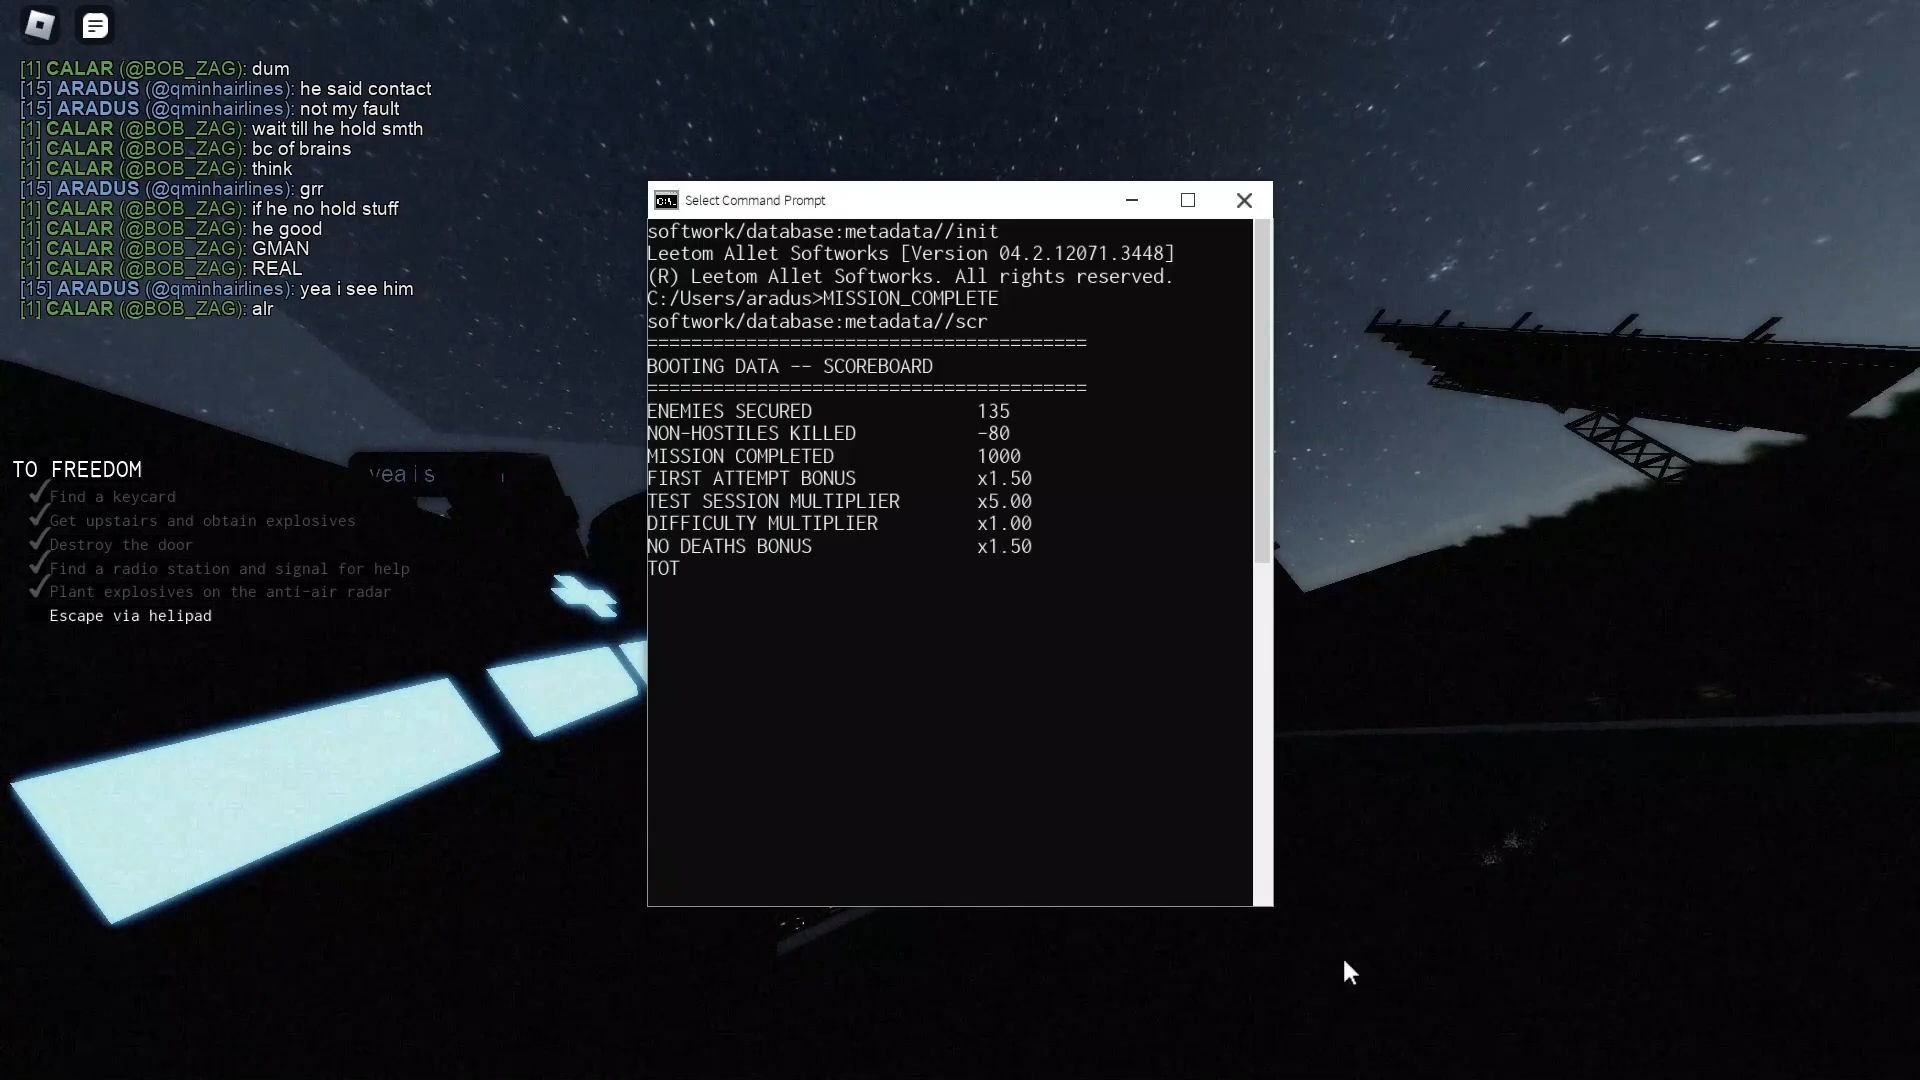 [1] CALAR (@BOB_ZAG): dum
[15] ARADUS (@qminhairlines): he said contact
[15] ARADUS (@qminhairlines): not my fault
[1] CALAR (@BOB_ZAG): wait till he hold smth
[1] CALAR (@BOB_ZAG): bc of brains
[1] CALAR (@BOB_ZAG): think
[15] ARADUS (@qminhairlines): grr
[1] CALAR (@BOB_ZAG): if he no hold stuff
[1] CALAR (@BOB_ZAG): he good
[1] CALAR (@BOB_ZAG): GMAN
[1] CALAR (@BOB_ZAG): REAL
[15] ARADUS (@qminhairlines): yea i see him
[1] CALAR (@BOB_ZAG): alr
TO FREEDOM
Find a keycard
Get upstairs and obtain explosives
Destroy the door
Find a radio station and signal for help
Plant explosives on the anti-air radar
Escape via helipad
yea i s
Select Command Prompt
softwork/database:metadata//init
Leetom Allet Softworks [Version 04.2.12071.3448]
(R) Leetom Allet Softworks. All rights reserved.
C:/Users/aradus>MISSION_COMPLETE
softwork/database:metadata//scr
========================================
BOOTING DATA -- SCOREBOARD
========================================
ENEMIES SECURED 135
NON-HOSTILES KILLED -80
MISSION COMPLETED 1000
FIRST ATTEMPT BONUS x1.50
TEST SESSION MULTIPLIER x5.00
DIFFICULTY MULTIPLIER x1.00
NO DEATHS BONUS x1.50
TOT